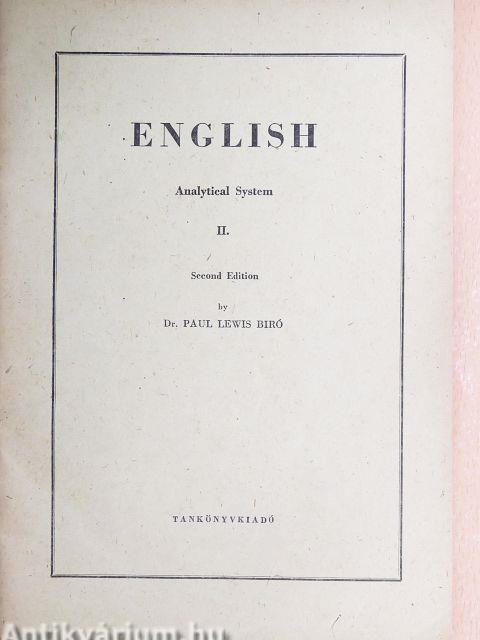 ENGLISH
Analytical System
II.
Second Edition
by
Dr. PAUL LEWIS BIRÓ
TANKÖNYVKIADÓ
Antikvárium.hu